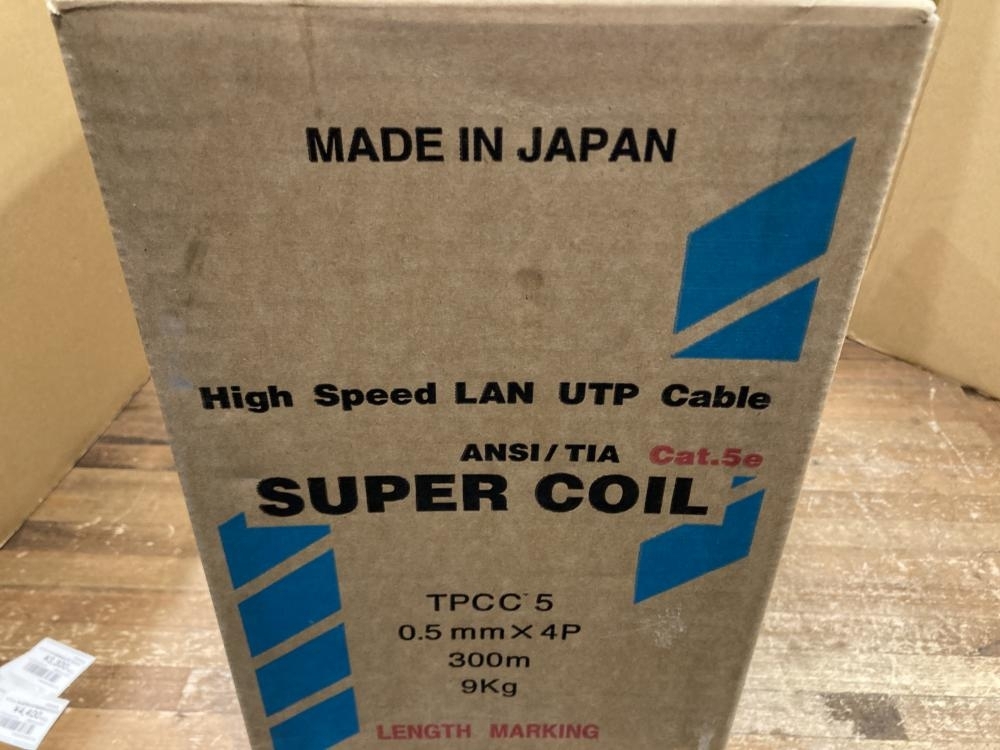 MADE IN JAPAN
High Speed LAN UTP Cable
ANSI/TIA Cat.5e
SUPER COIL
TPCC 5
0.5mm×4P
300m
9Kg
LENGTH MARKING